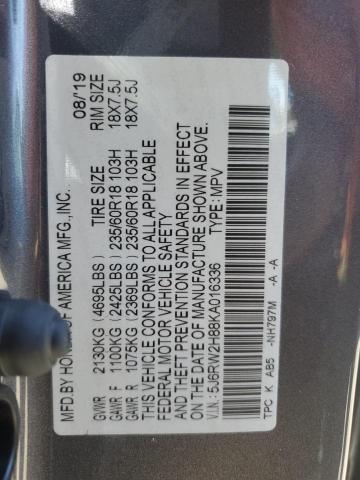 MFD.BY HONDA OF AMERICA MFG.,INC. 08/'19
TIRE SIZE RIM SIZE
GVWR 2130KG (4695LBS)
GAWR F 1100KG (2425LBS) 235/60R18 103H 18X7.5J
GAWR R 1075KG (2369LBS) 235/60R18 103H 18X7.5J
THIS VEHICLE CONFORMS TO ALL APPLICABLE
FEDERAL MOTOR VEHICLE SAFETY
AND THEFT PREVENTION STANDARDS IN EFFECT
ON THE DATE OF MANUFACTURE SHOWN ABOVE.
V.I.N: 5J6RW2H88KA016336 TYPE: MPV
TPC K AB5 -NH797M -A -A